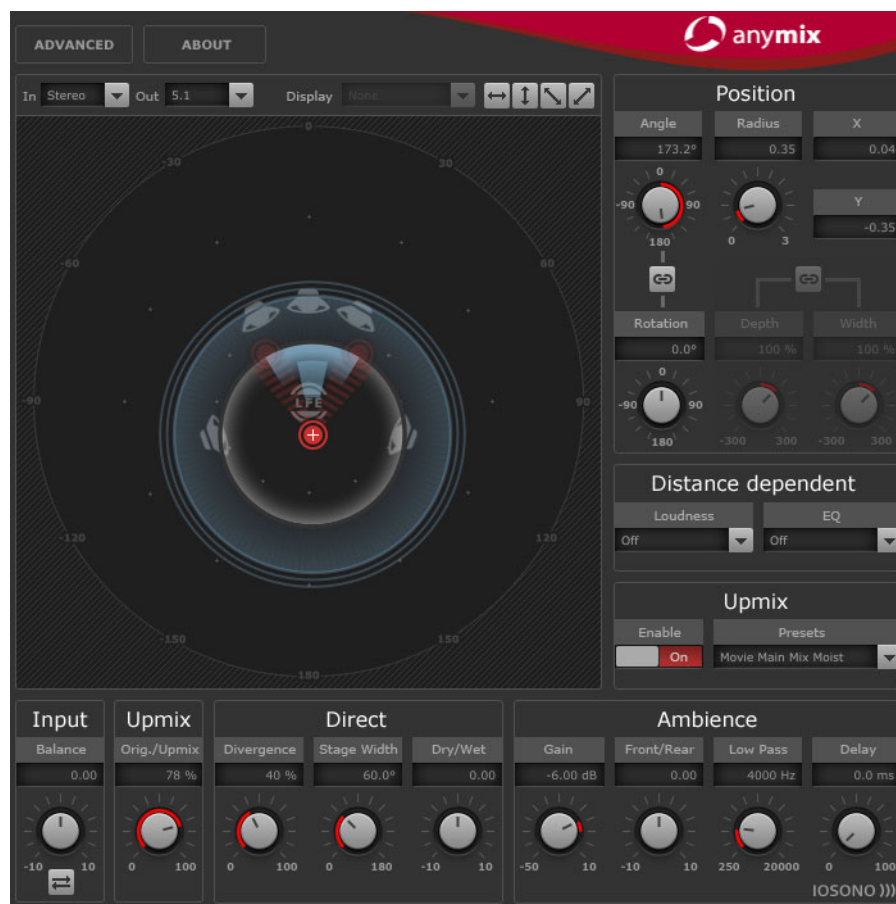 ADVANCED ABOUT anymix
In Stereo Out 5.1 Display None
Position
Angle Radius X
173.2° 0.35 0.04
0
-90 90
180
0 3
Y
-0.35
Rotation Depth Width
0.0° 100 % 100 %
0
-90 90
180
-300 300 -300 300
0
-30 30
-60 60
-90 90
-120 120
-150 150
180
LFE
Distance dependent
Loudness EQ
Off Off
Upmix
Enable Presets
On Movie Main Mix Moist
Input Upmix Direct Ambience
Balance Orig./Upmix Divergence Stage Width Dry/Wet Gain Front/Rear Low Pass Delay
0.00 78 % 40 % 60.0° 0.00 -6.00 dB 0.00 4000 Hz 0.0 ms
-10 10 0 100 0 100 0 180 -10 10 -50 10 -10 10 250 20000 0 100
IOSONO